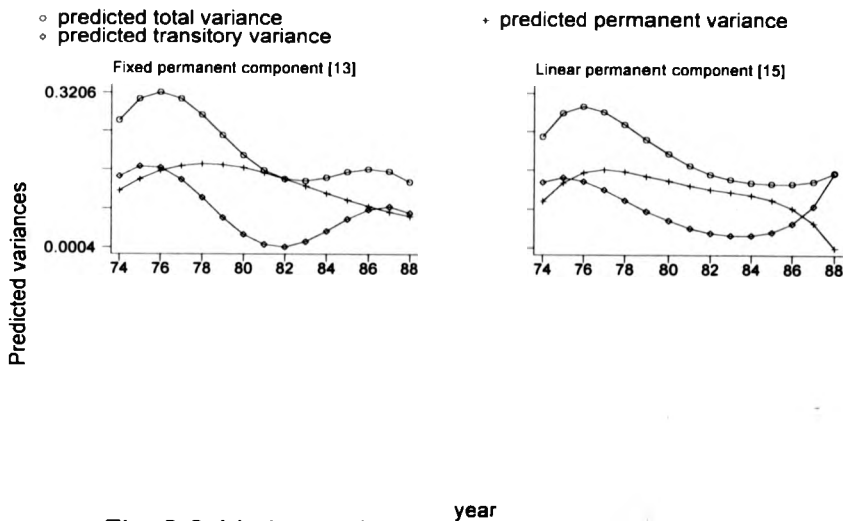 predicted total variance
predicted transitory variance
predicted permanent variance
Fixed permanent component [13]
Linear permanent component [15]
0.3206
0.0004
Predicted variances
74 76 78 80 82 84 86 88
74 76 78 80 82 84 86 88
year